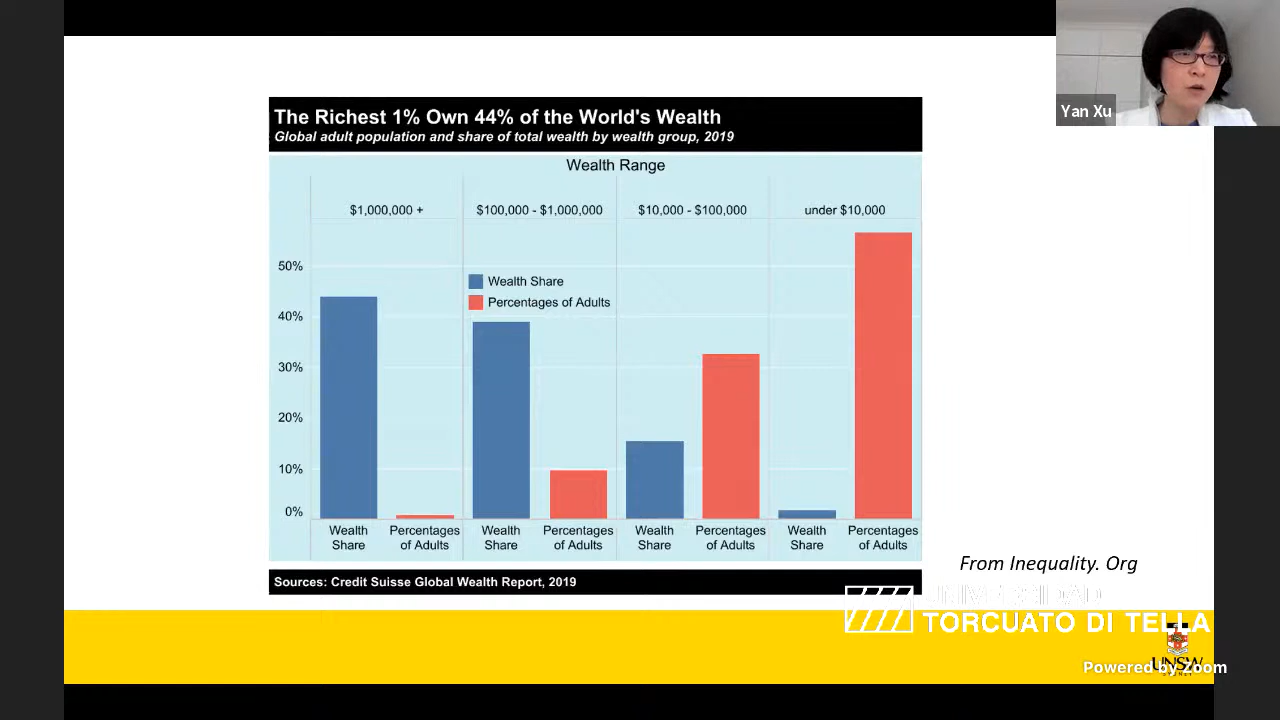 Yan Xu
The Richest 1% Own 44% of the World's Wealth
Global adult population and share of total wealth by wealth group, 2019
Wealth Range
$1,000,000 +
$100,000 - $1,000,000
$10,000 - $100,000
under $10,000
50%
40%
30%
20%
10%
0%
Wealth Share
Percentages of Adults
Wealth
Share
Percentages
of Adults
Wealth
Share
Percentages
of Adults
Wealth
Share
Percentages
of Adults
Wealth
Share
Percentages
of Adults
Sources: Credit Suisse Global Wealth Report, 2019
From Inequality. Org
UNIVERSIDAD
TORCUATO DI TELLA
UNSW
Powered by Zoom